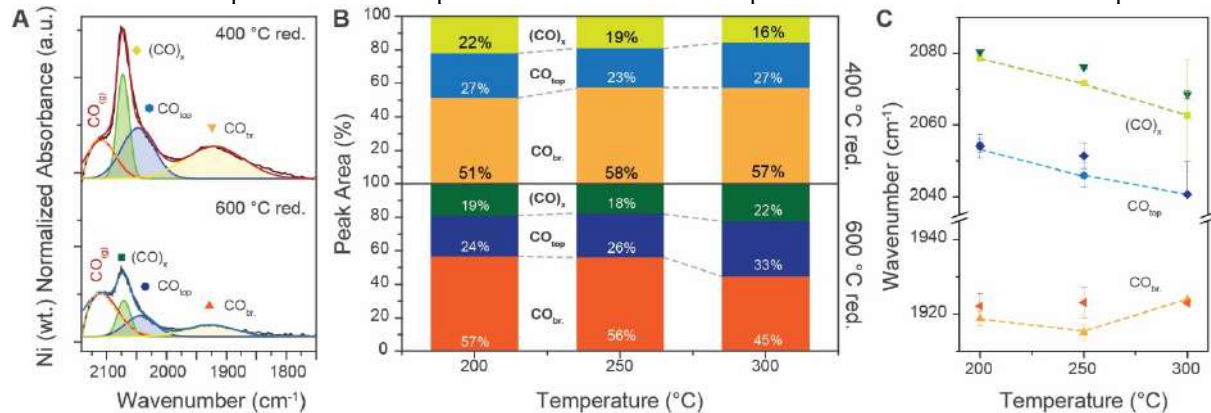 A
400 °C red.
(CO)x
CO(g)
COtop
CObr.
600 °C red.
CO(g)
(CO)x
COtop
CObr.
Ni (wt.) Normalized Absorbance (a.u.)
2100 2000 1900 1800
Wavenumber (cm-1)
B
100
80
60
40
20
0
100
80
60
40
20
0
Peak Area (%)
22% (CO)x 19% 16%
27% COtop 23% 27%
51% CObr. 58% 57%
19% (CO)x 18% 22%
24% COtop 26% 33%
57% CObr. 56% 45%
400 °C red.
600 °C red.
200 250 300
Temperature (°C)
C
2080
2060
2040
1940
1920
Wavenumber (cm-1)
(CO)x
COtop
CObr.
200 250 300
Temperature (°C)